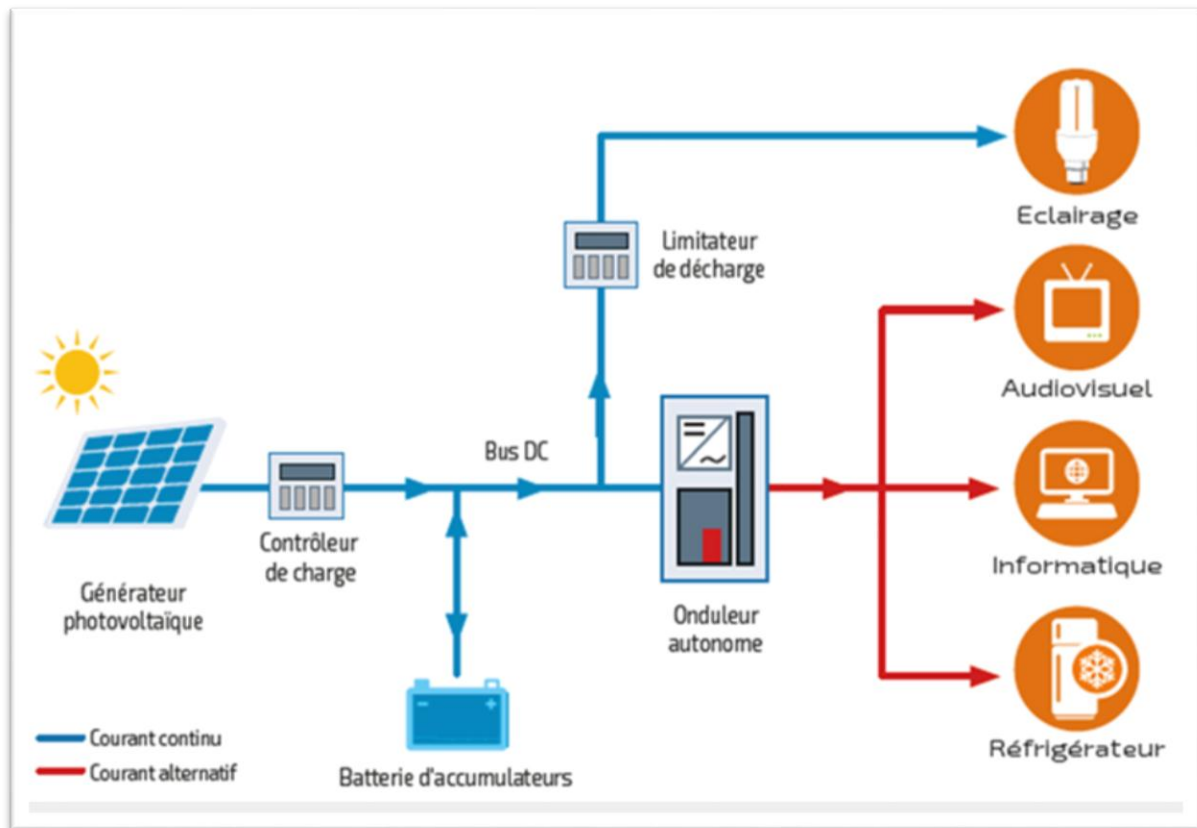 Eclairage
Limitateur
de décharge
Audiovisuel
Bus DC
Contrôleur
de charge
Informatique
Générateur
photovoltaïque
Onduleur
autonome
Courant continu
Courant alternatif
Batterie d'accumulateurs
Réfrigérateur